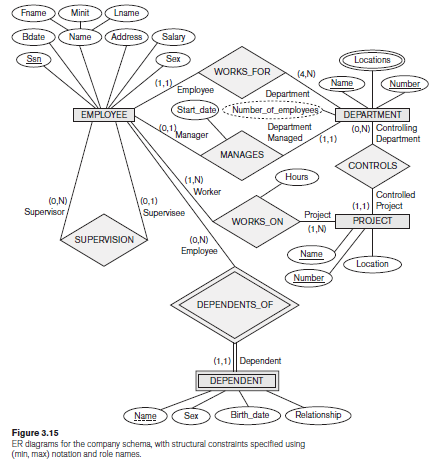 Fname Minit Lname
Bdate Name Address Salary
Ssn Sex
WORKS_FOR
(1,1)
Employee
(4,N)
Department
Locations
Name Number
Start_date Number_of_employees
EMPLOYEE
DEPARTMENT
(0,1)
Manager
Department
Managed
(1,1)
MANAGES
(0,N) Controlling
Department
CONTROLS
(1,N)
Worker
Hours
Controlled
(1,1) Project
(0,N)
Supervisor
(0,1)
Supervisee
WORKS_ON
Project
(1,N)
PROJECT
SUPERVISION
(0,N)
Employee
Name
Number
Location
DEPENDENTS_OF
(1,1) Dependent
DEPENDENT
Name Sex Birth_date Relationship
Figure 3.15
ER diagrams for the company schema, with structural constraints specified using
(min, max) notation and role names.